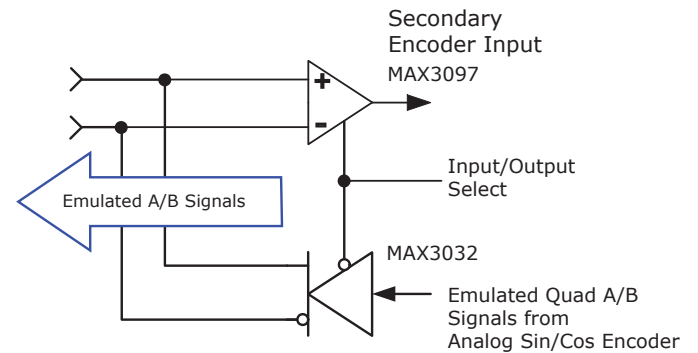 Secondary
Encoder Input
MAX3097
+
-
Input/Output
Select
Emulated A/B Signals
MAX3032
Emulated Quad A/B
Signals from
Analog Sin/Cos Encoder